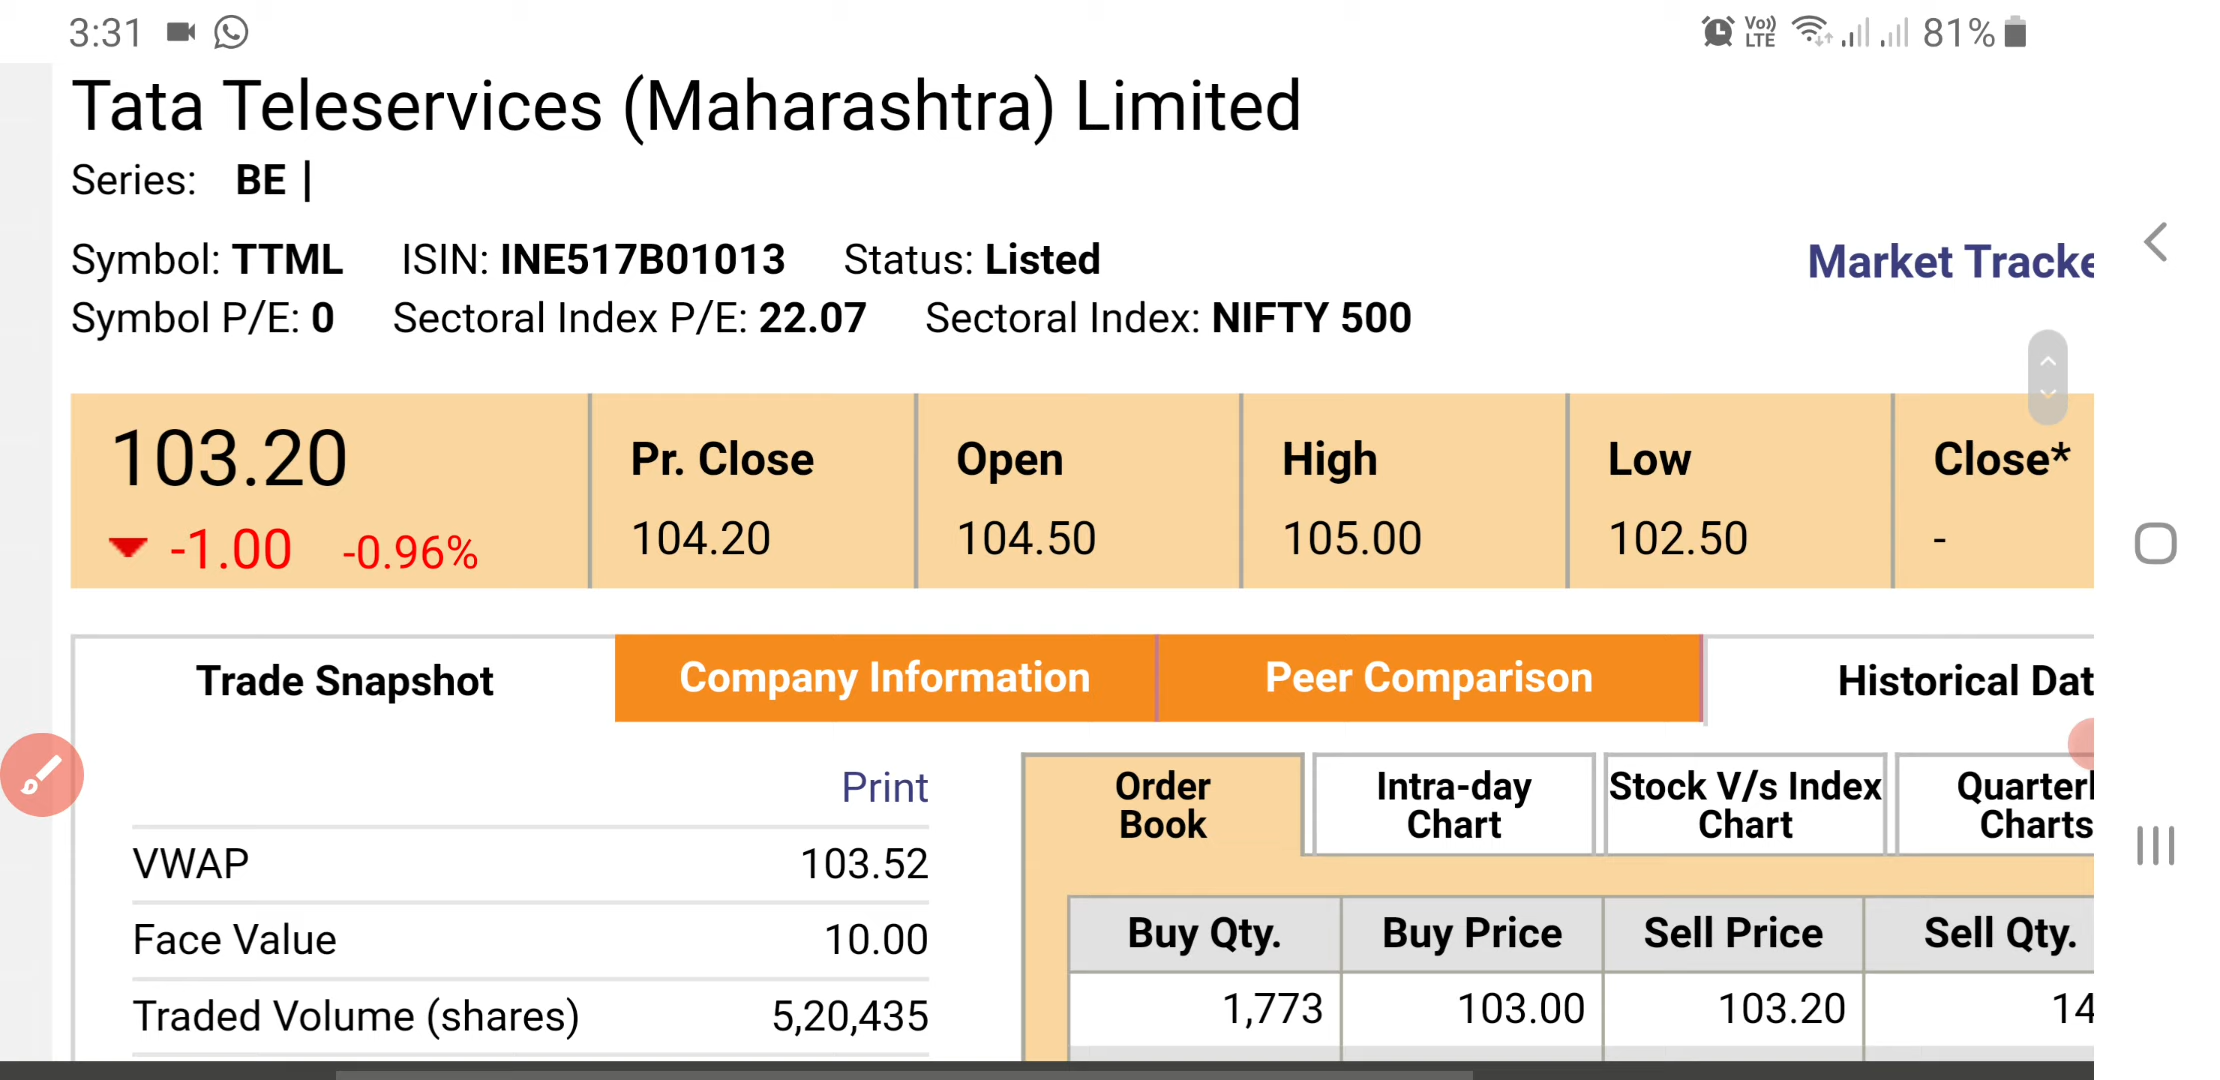 3:31
Vo)) LTE 81%
Tata Teleservices (Maharashtra) Limited
Series: BE |
Symbol: TTML ISIN: INE517B01013 Status: Listed
Market Tracke
Symbol P/E: 0 Sectoral Index P/E: 22.07 Sectoral Index: NIFTY 500
103.20
-1.00 -0.96%
Pr. Close Open High Low Close*
104.20 104.50 105.00 102.50 -
Trade Snapshot Company Information Peer Comparison Historical Dat
Print
VWAP 103.52
Face Value 10.00
Traded Volume (shares) 5,20,435
Order Book
Intra-day Chart
Stock V/s Index Chart
Quarterl Charts
Buy Qty. Buy Price Sell Price Sell Qty.
1,773 103.00 103.20 14